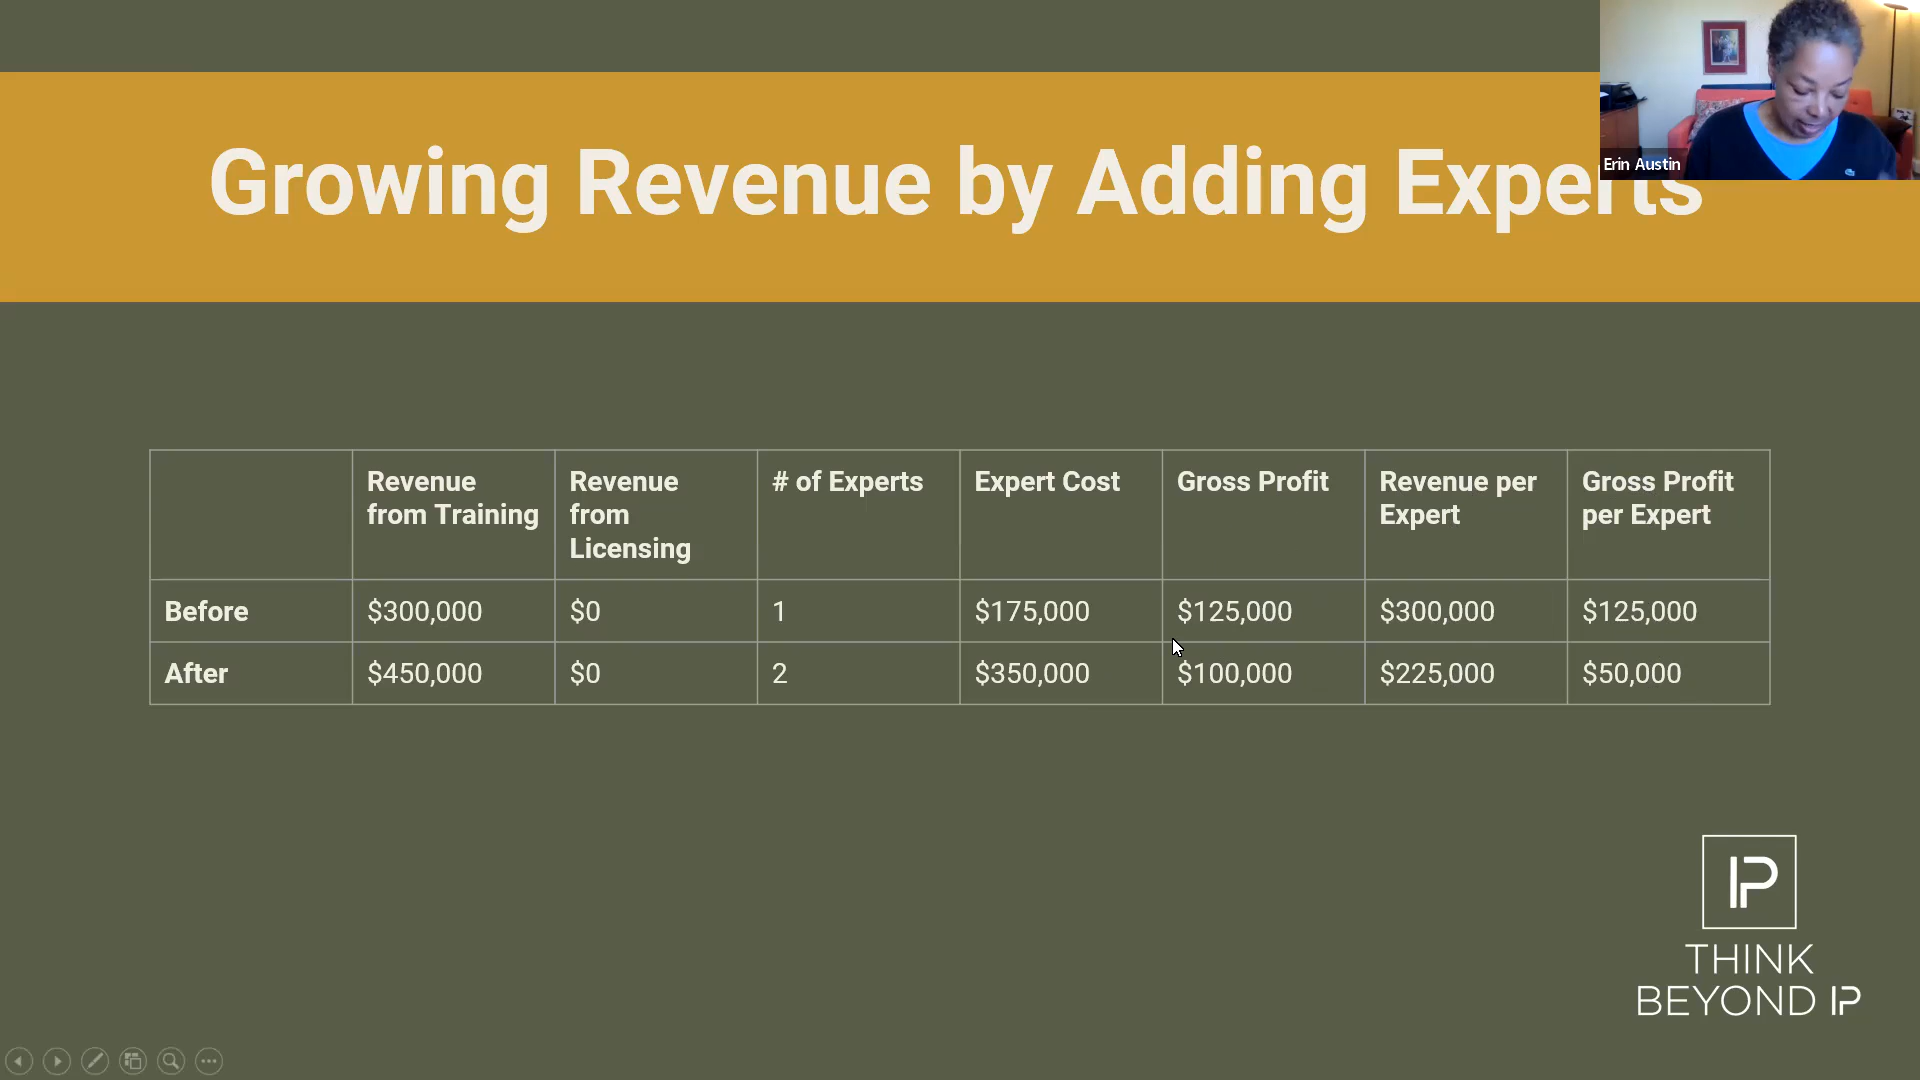 Growing Revenue by Adding Experts
Erin Austin
Revenue from Training | Revenue from Licensing | # of Experts | Expert Cost | Gross Profit | Revenue per Expert | Gross Profit per Expert
Before | $300,000 | $0 | 1 | $175,000 | $125,000 | $300,000 | $125,000
After | $450,000 | $0 | 2 | $350,000 | $100,000 | $225,000 | $50,000
IP
THINK
BEYOND IP